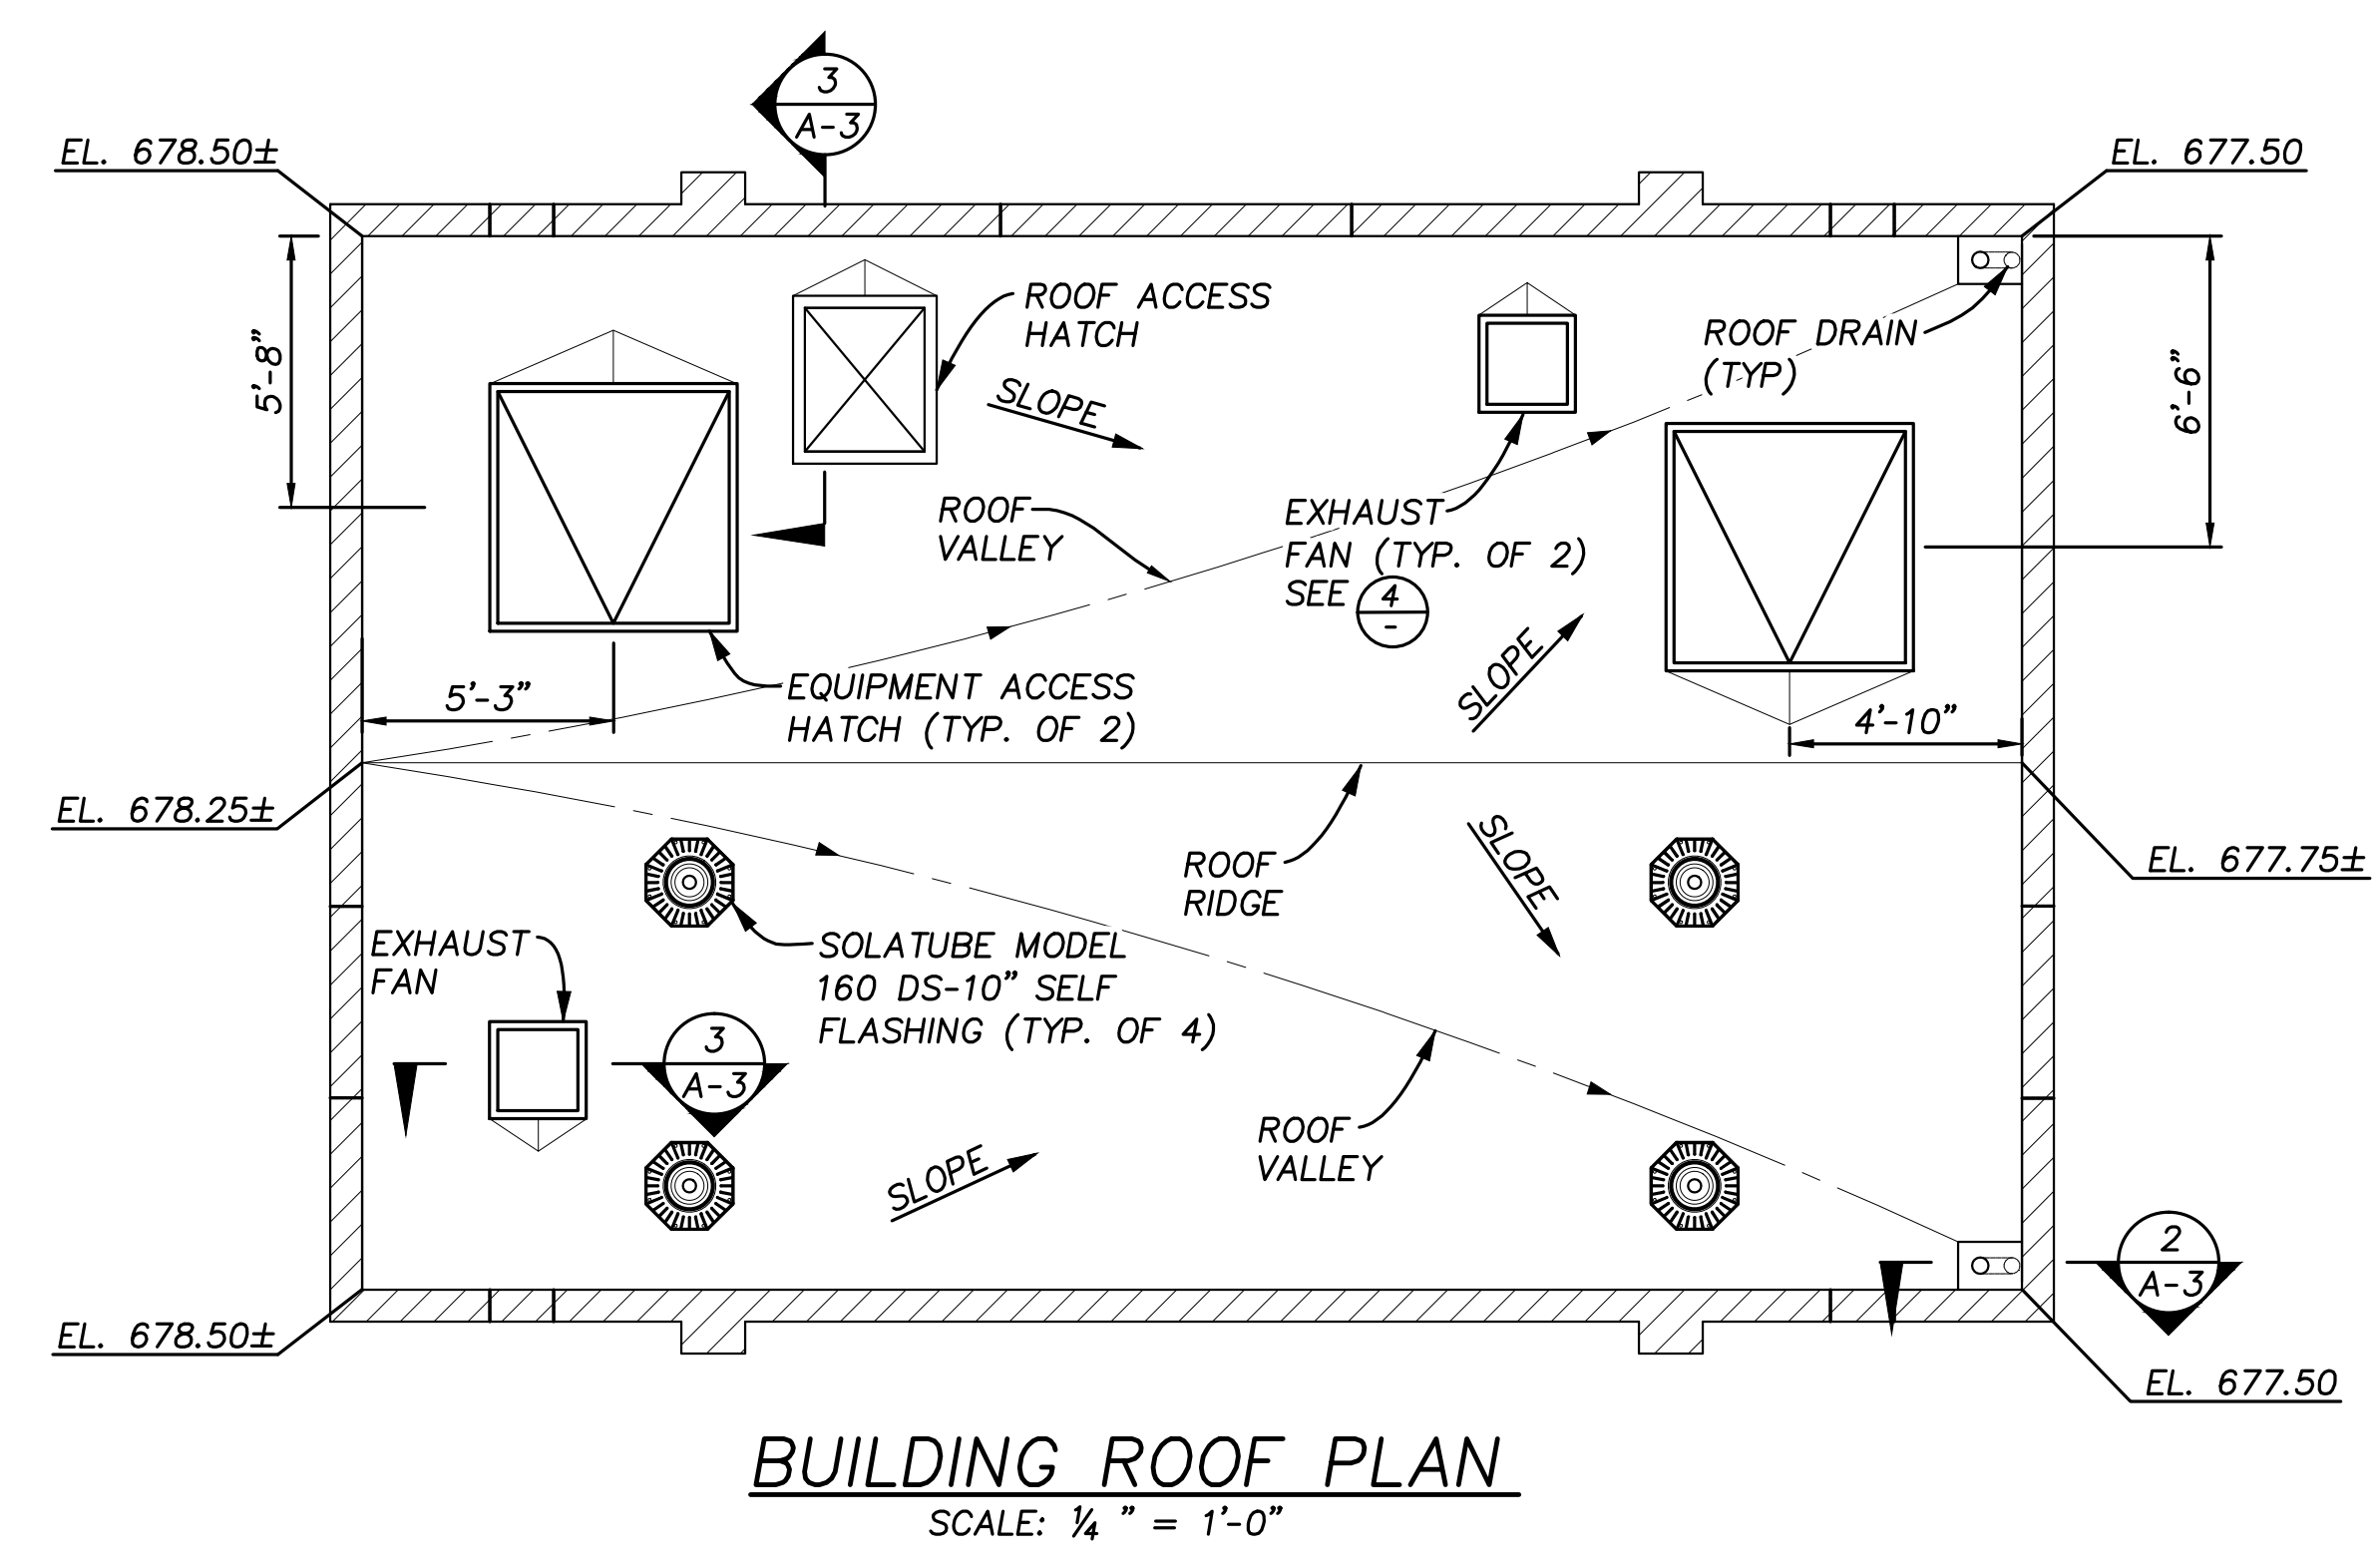 3
A-3
EL. 678.50±
EL. 677.50
ROOF ACCESS
HATCH
ROOF DRAIN
(TYP)
5'-8"
6'-6"
SLOPE
ROOF
VALLEY
EXHAUST
FAN (TYP. OF 2)
SEE 4
-
SLOPE
EQUIPMENT ACCESS
HATCH (TYP. OF 2)
5'-3"
4'-10"
EL. 678.25±
EL. 677.75±
ROOF
RIDGE
SLOPE
EXHAUST
FAN
SOLATUBE MODEL
160 DS-10" SELF
FLASHING (TYP. OF 4)
3
A-3
ROOF
VALLEY
SLOPE
2
A-3
EL. 678.50±
EL. 677.50
BUILDING ROOF PLAN
SCALE: ¼ " = 1'-0"